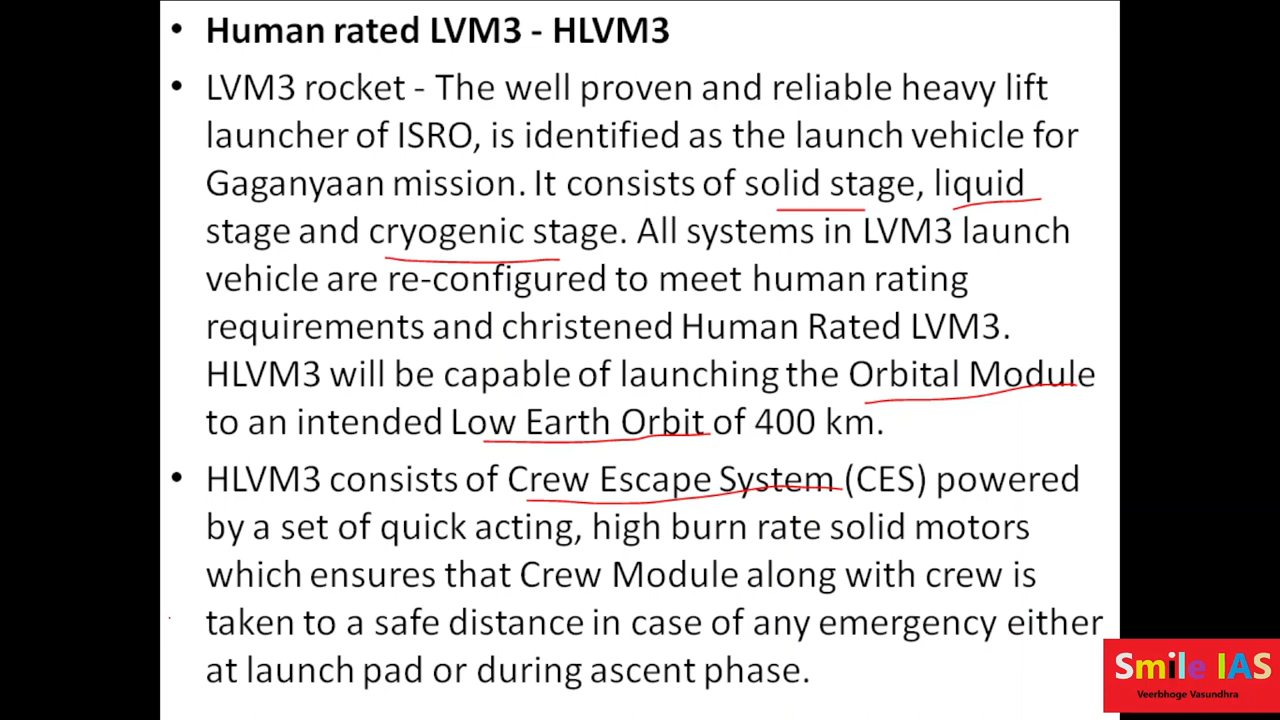 • Human rated LVM3 - HLVM3
• LVM3 rocket - The well proven and reliable heavy lift
launcher of ISRO, is identified as the launch vehicle for
Gaganyaan mission. It consists of solid stage, liquid
stage and cryogenic stage. All systems in LVM3 launch
vehicle are re-configured to meet human rating
requirements and christened Human Rated LVM3.
HLVM3 will be capable of launching the Orbital Module
to an intended Low Earth Orbit of 400 km.
• HLVM3 consists of Crew Escape System (CES) powered
by a set of quick acting, high burn rate solid motors
which ensures that Crew Module along with crew is
taken to a safe distance in case of any emergency either
at launch pad or during ascent phase.
Smile IAS
Veerbhoge Vasundhra